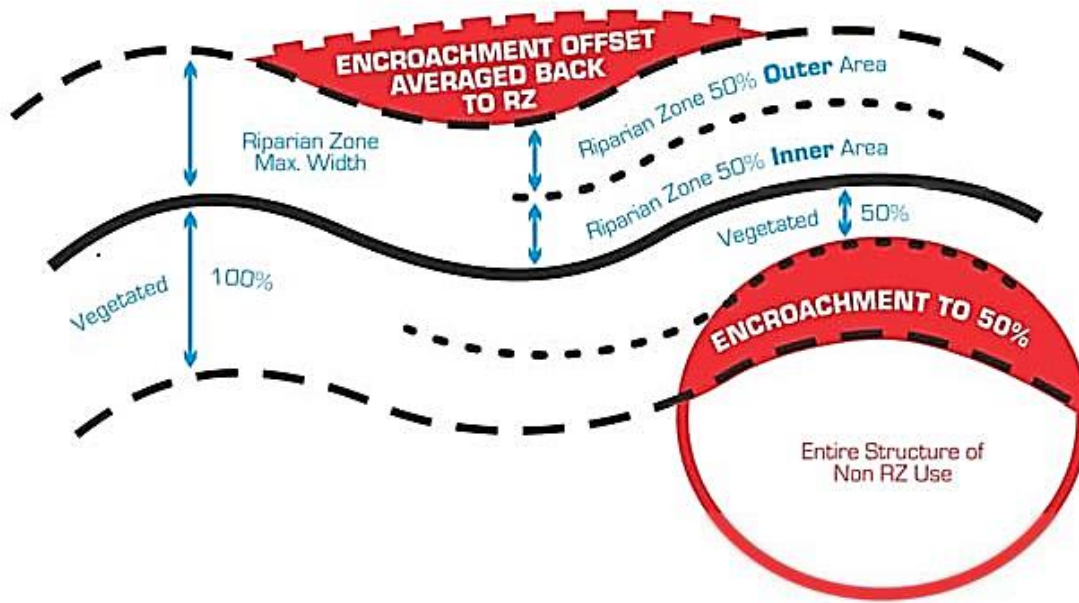 ENCROACHMENT OFFSET
AVERAGED BACK
TO RZ
Riparian Zone
Max. Width
Riparian Zone 50% Outer Area
Riparian Zone 50% Inner Area
Vegetated 50%
Vegetated 100%
ENCROACHMENT TO 50%
Entire Structure of
Non RZ Use